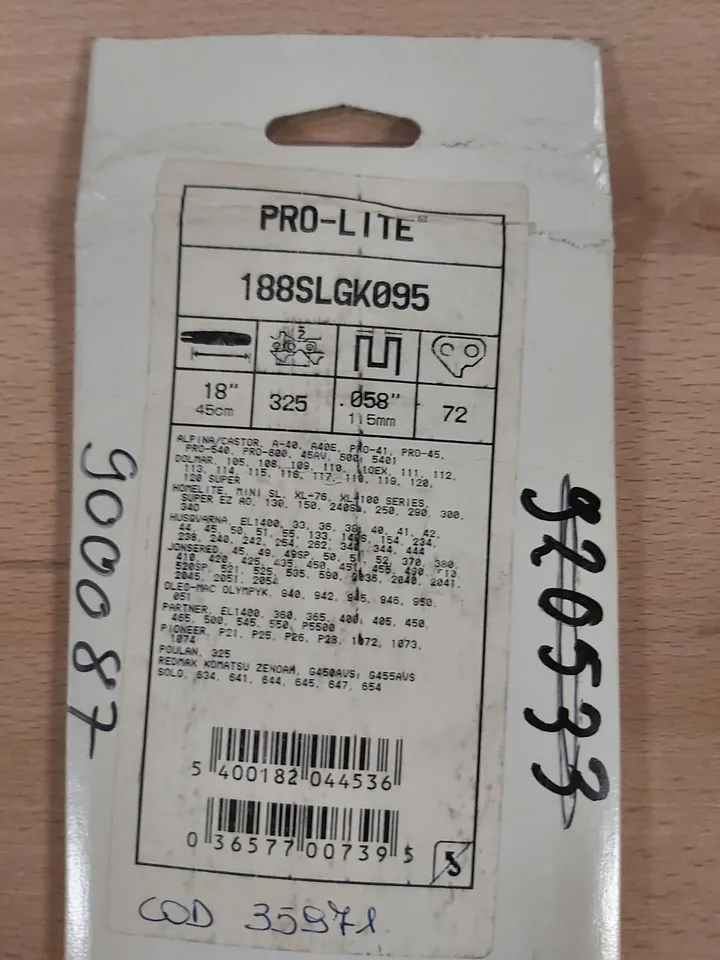 PRO-LITE®
188SLGK095
2
18" 325 .058" 72
45cm 1,5mm
ALPINA/CASTOR, A-40, A40E, PRO-41, PRO-45,
PRO-540, PRO-600, 45AV, 500, 5401
DOLMAR, 105, 108, 109, 110, 110EX, 111, 112,
113, 114, 115, 116, 117, 118, 119, 120,
120 SUPER
HOMELITE, MINI SL, XL-76, XL-100 SERIES,
SUPER EZ AO, 130, 150, 240SL, 250, 290, 300,
340
HUSQVARNA, EL1400, 33, 36, 38, 40, 41, 42,
44, 45, 50, 51, 55, 133, 154, 234,
238, 240, 242, 254, 262, 340, 344, 444
JONSERED, 45, 49, 49SP, 50, 51, 52, 370, 380,
410, 420, 425, 435, 450, 451, 455, 490, 510,
520SP, 521, 525, 535, 590, 2036, 2040, 2041,
2045, 2051, 2054
OLEO-MAC OLYMPYK, 940, 942, 945, 946, 950,
051
PARTNER, EL1400, 360, 365, 400, 405, 450,
465, 500, 545, 550, P5500
PIONEER, P21, P25, P26, P28, 1072, 1073,
1074
POULAN, 325
REDMAX KOMATSU ZENOAH, G450AVS, G455AVS
SOLO, 634, 641, 644, 645, 647, 654
5 400182 044536
0 36577 00739 5
COD 35971
900087
920533